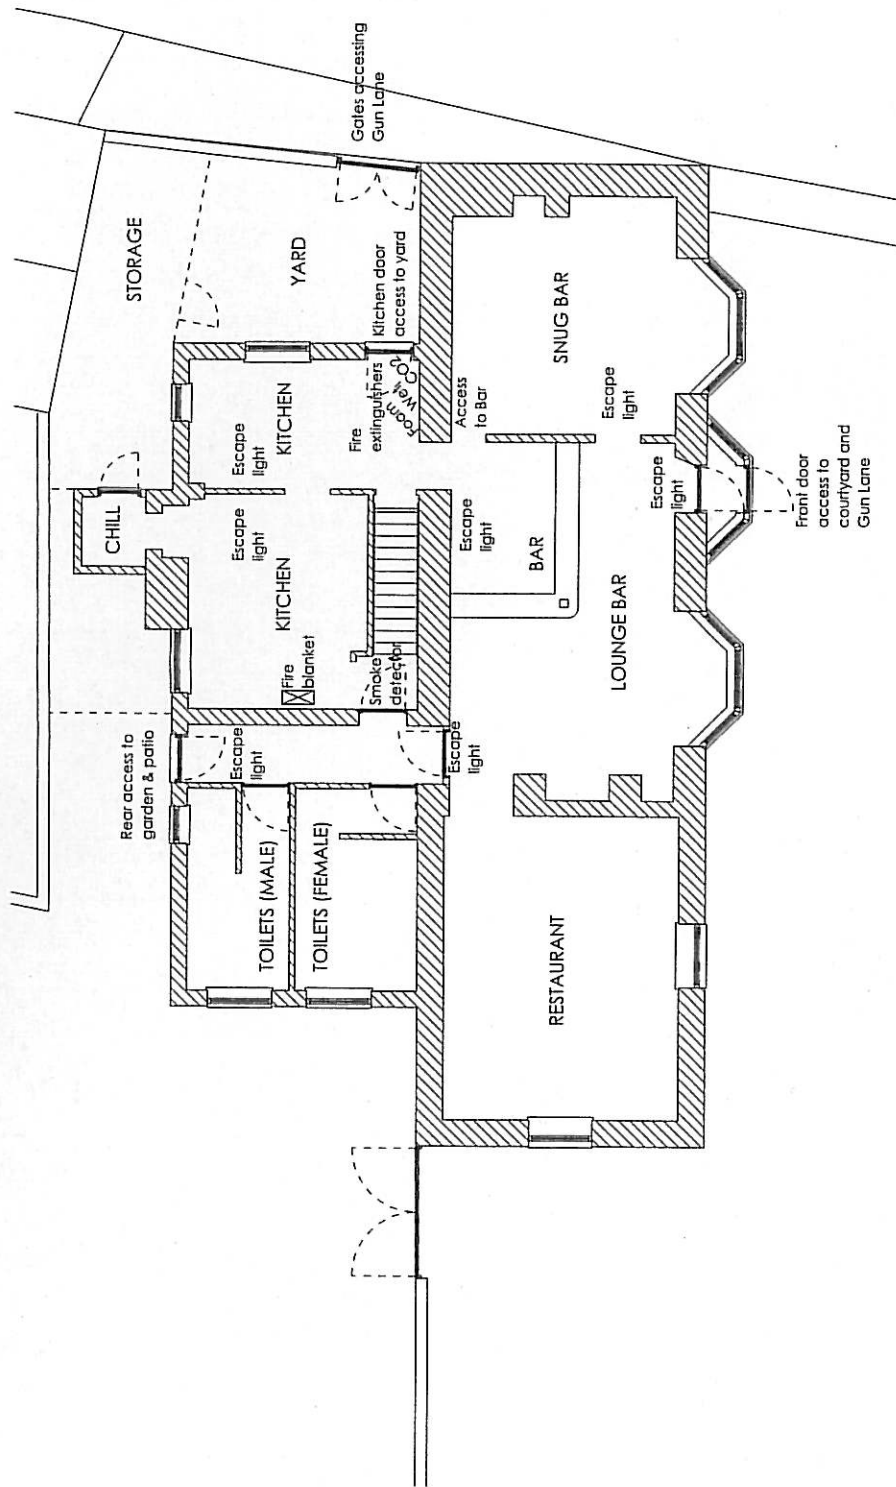 Gates accessing
Gun Lane
STORAGE
YARD
Kitchen door
access to yard
CHILL
Escape
light
KITCHEN
Fire
extinguishers
Foam Wet CO2
Access
to Bar
SNUG BAR
Escape
light
Escape
light
KITCHEN
Escape
light
BAR
Escape
light
Front door
access to
courtyard and
Gun Lane
LOUNGE BAR
Fire
blanket
Smoke
detector
Rear access to
garden & patio
Escape
light
Escape
light
TOILETS (MALE)
TOILETS (FEMALE)
RESTAURANT